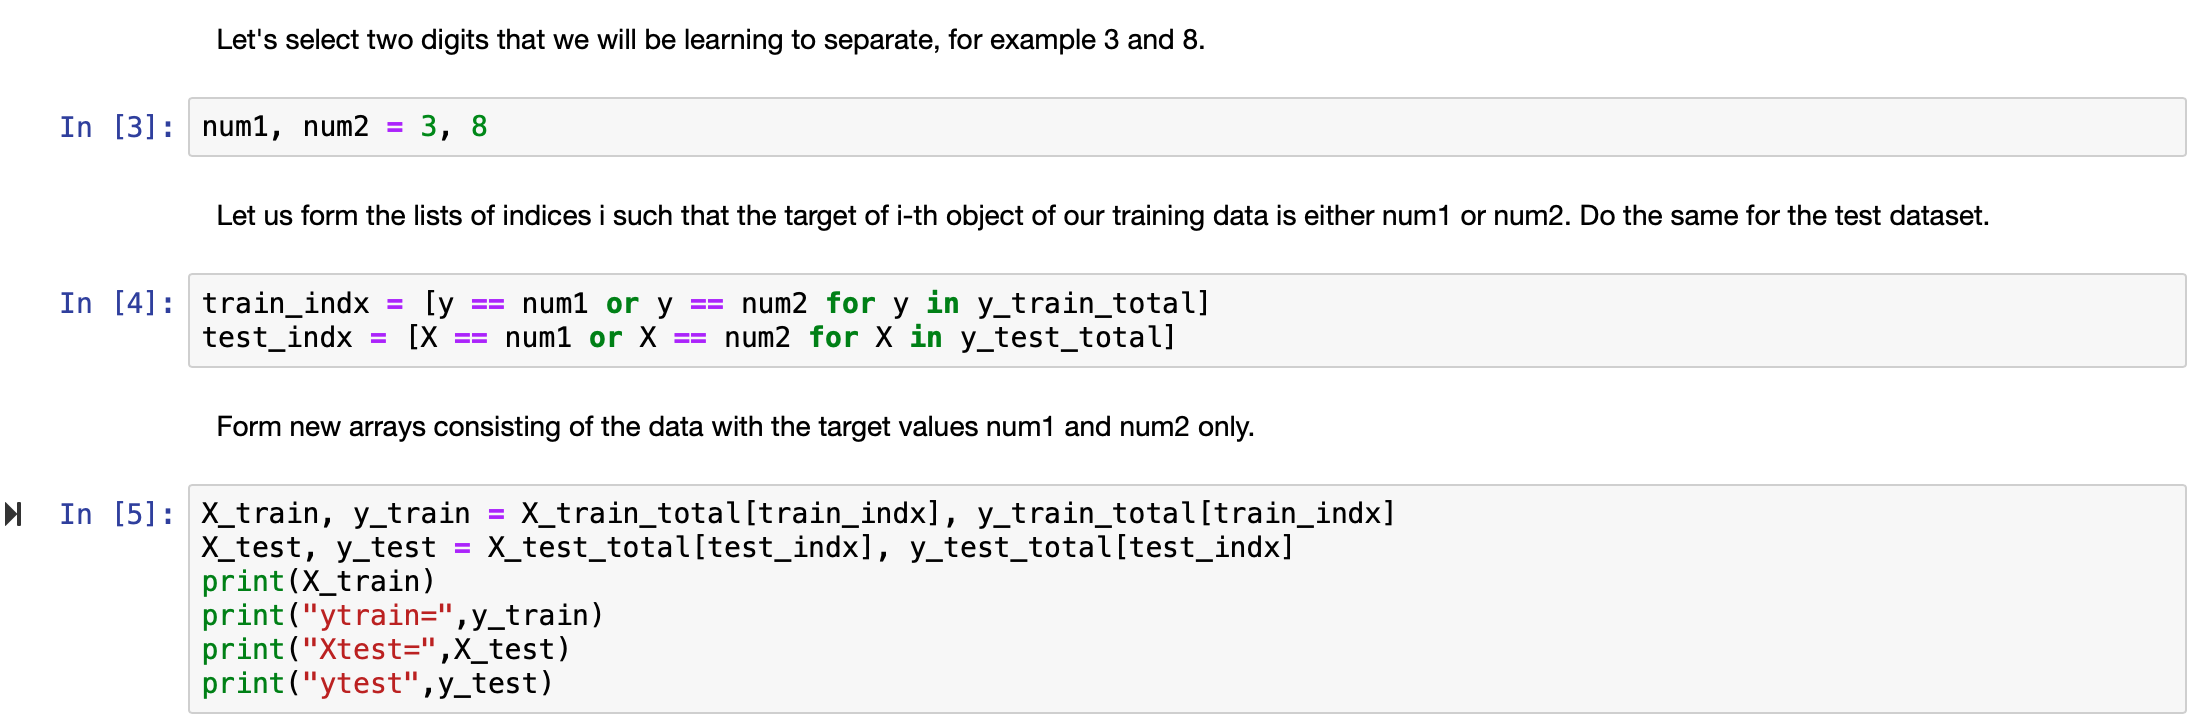 Let's select two digits that we will be learning to separate, for example 3 and 8.
In [3]: num1, num2 = 3, 8
Let us form the lists of indices i such that the target of i-th object of our training data is either num1 or num2. Do the same for the test dataset.
In [4]: train_indx = [y == num1 or y == num2 for y in y_train_total]
test_indx = [X == num1 or X == num2 for X in y_test_total]
Form new arrays consisting of the data with the target values num1 and num2 only.
In [5]: X_train, y_train = X_train_total[train_indx], y_train_total[train_indx]
X_test, y_test = X_test_total[test_indx], y_test_total[test_indx]
print(X_train)
print("ytrain=",y_train)
print("Xtest=",X_test)
print("ytest",y_test)